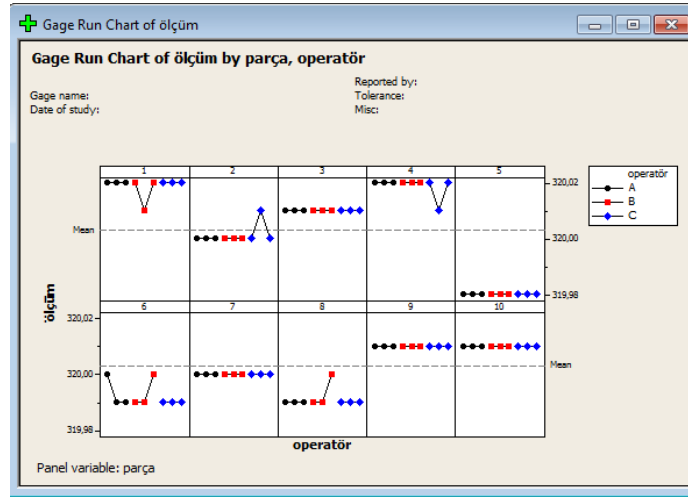 Gage Run Chart of ölçüm
Gage Run Chart of ölçüm by parça, operatör
Reported by:
Gage name:
Tolerance:
Date of study:
Misc:
1 2 3 4 5
operatör
A
B
C
320,02
Mean
320,00
319,98
ölçüm
6 7 8 9 10
320,02
320,00
Mean
319,98
operatör
Panel variable: parça